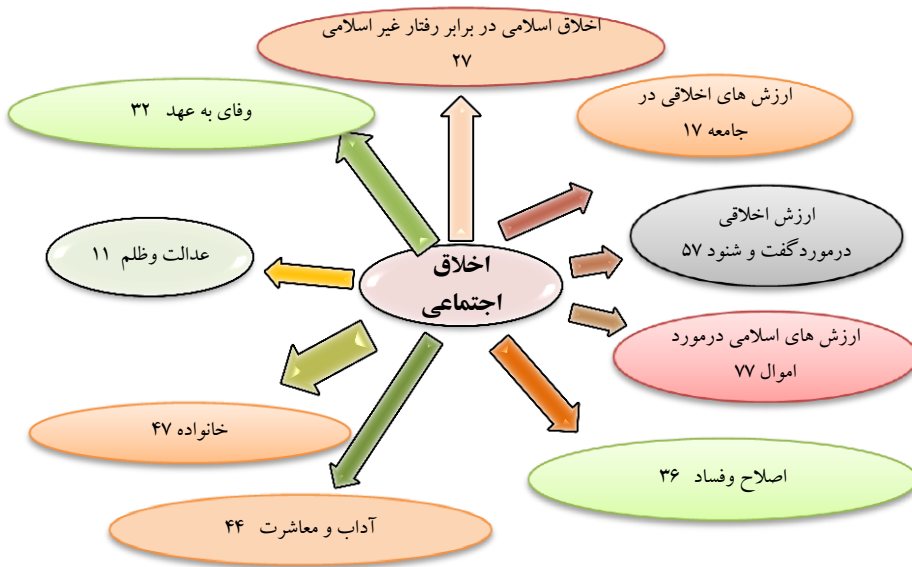 اخلاق اسلامی در برابر رفتار غیر اسلامی
۲۷
ارزش های اخلاقی در
جامعه ۱۷
وفای به عهد ۳۲
ارزش اخلاقی
درموردگفت و شنود ۵۷
عدالت وظلم ۱۱
اخلاق
اجتماعی
ارزش های اسلامی درمورد
اموال ۷۷
خانواده ۴۷
اصلاح وفساد ۳۶
آداب و معاشرت ۴۴